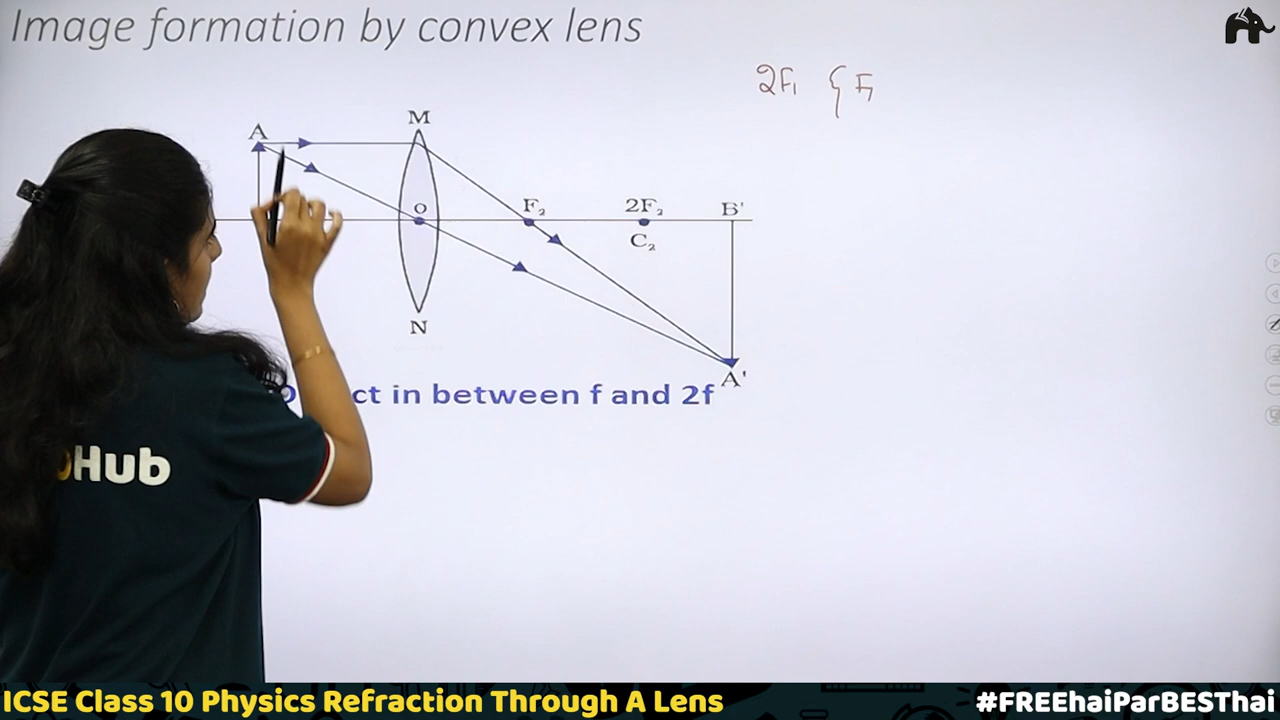 Image formation by convex lens
2F₁ { F₁
M
A
O
F₂
2F₂
B'
C₂
N
A'
ct in between f and 2f
Hub
ICSE Class 10 Physics Refraction Through A Lens
#FREEhaiParBESThai